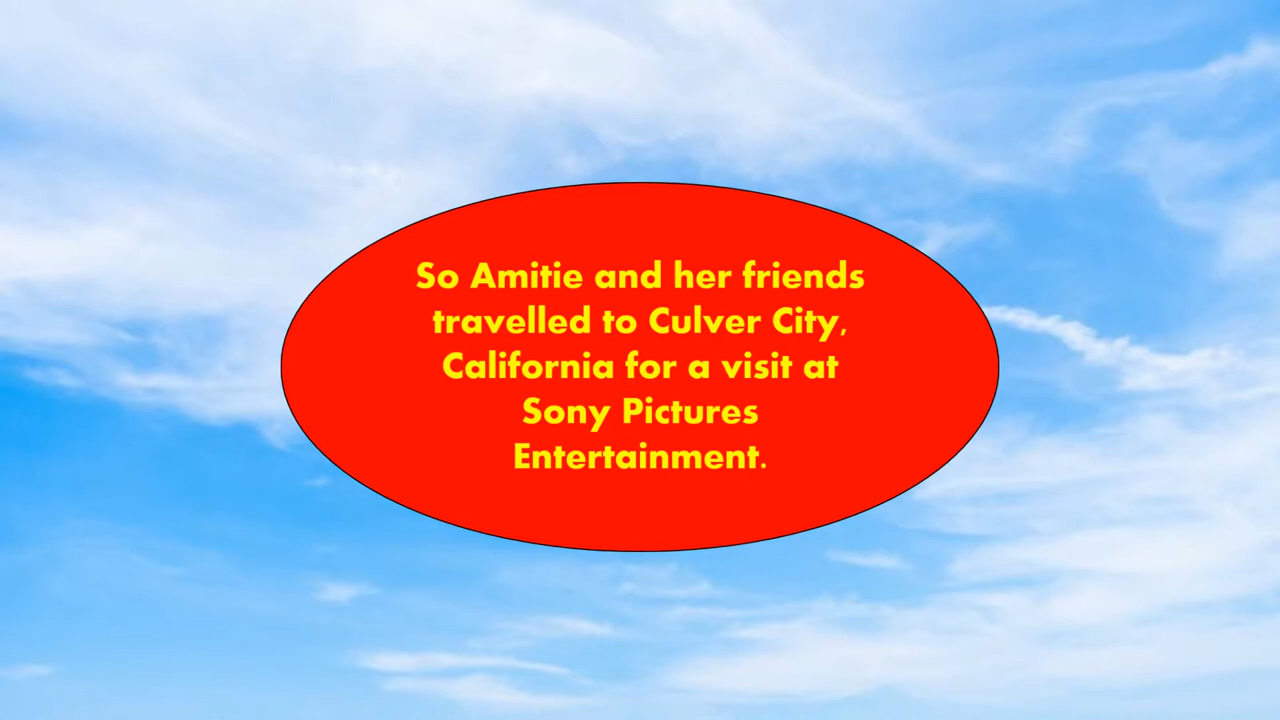 So Amitie and her friends
travelled to Culver City,
California for a visit at
Sony Pictures
Entertainment.